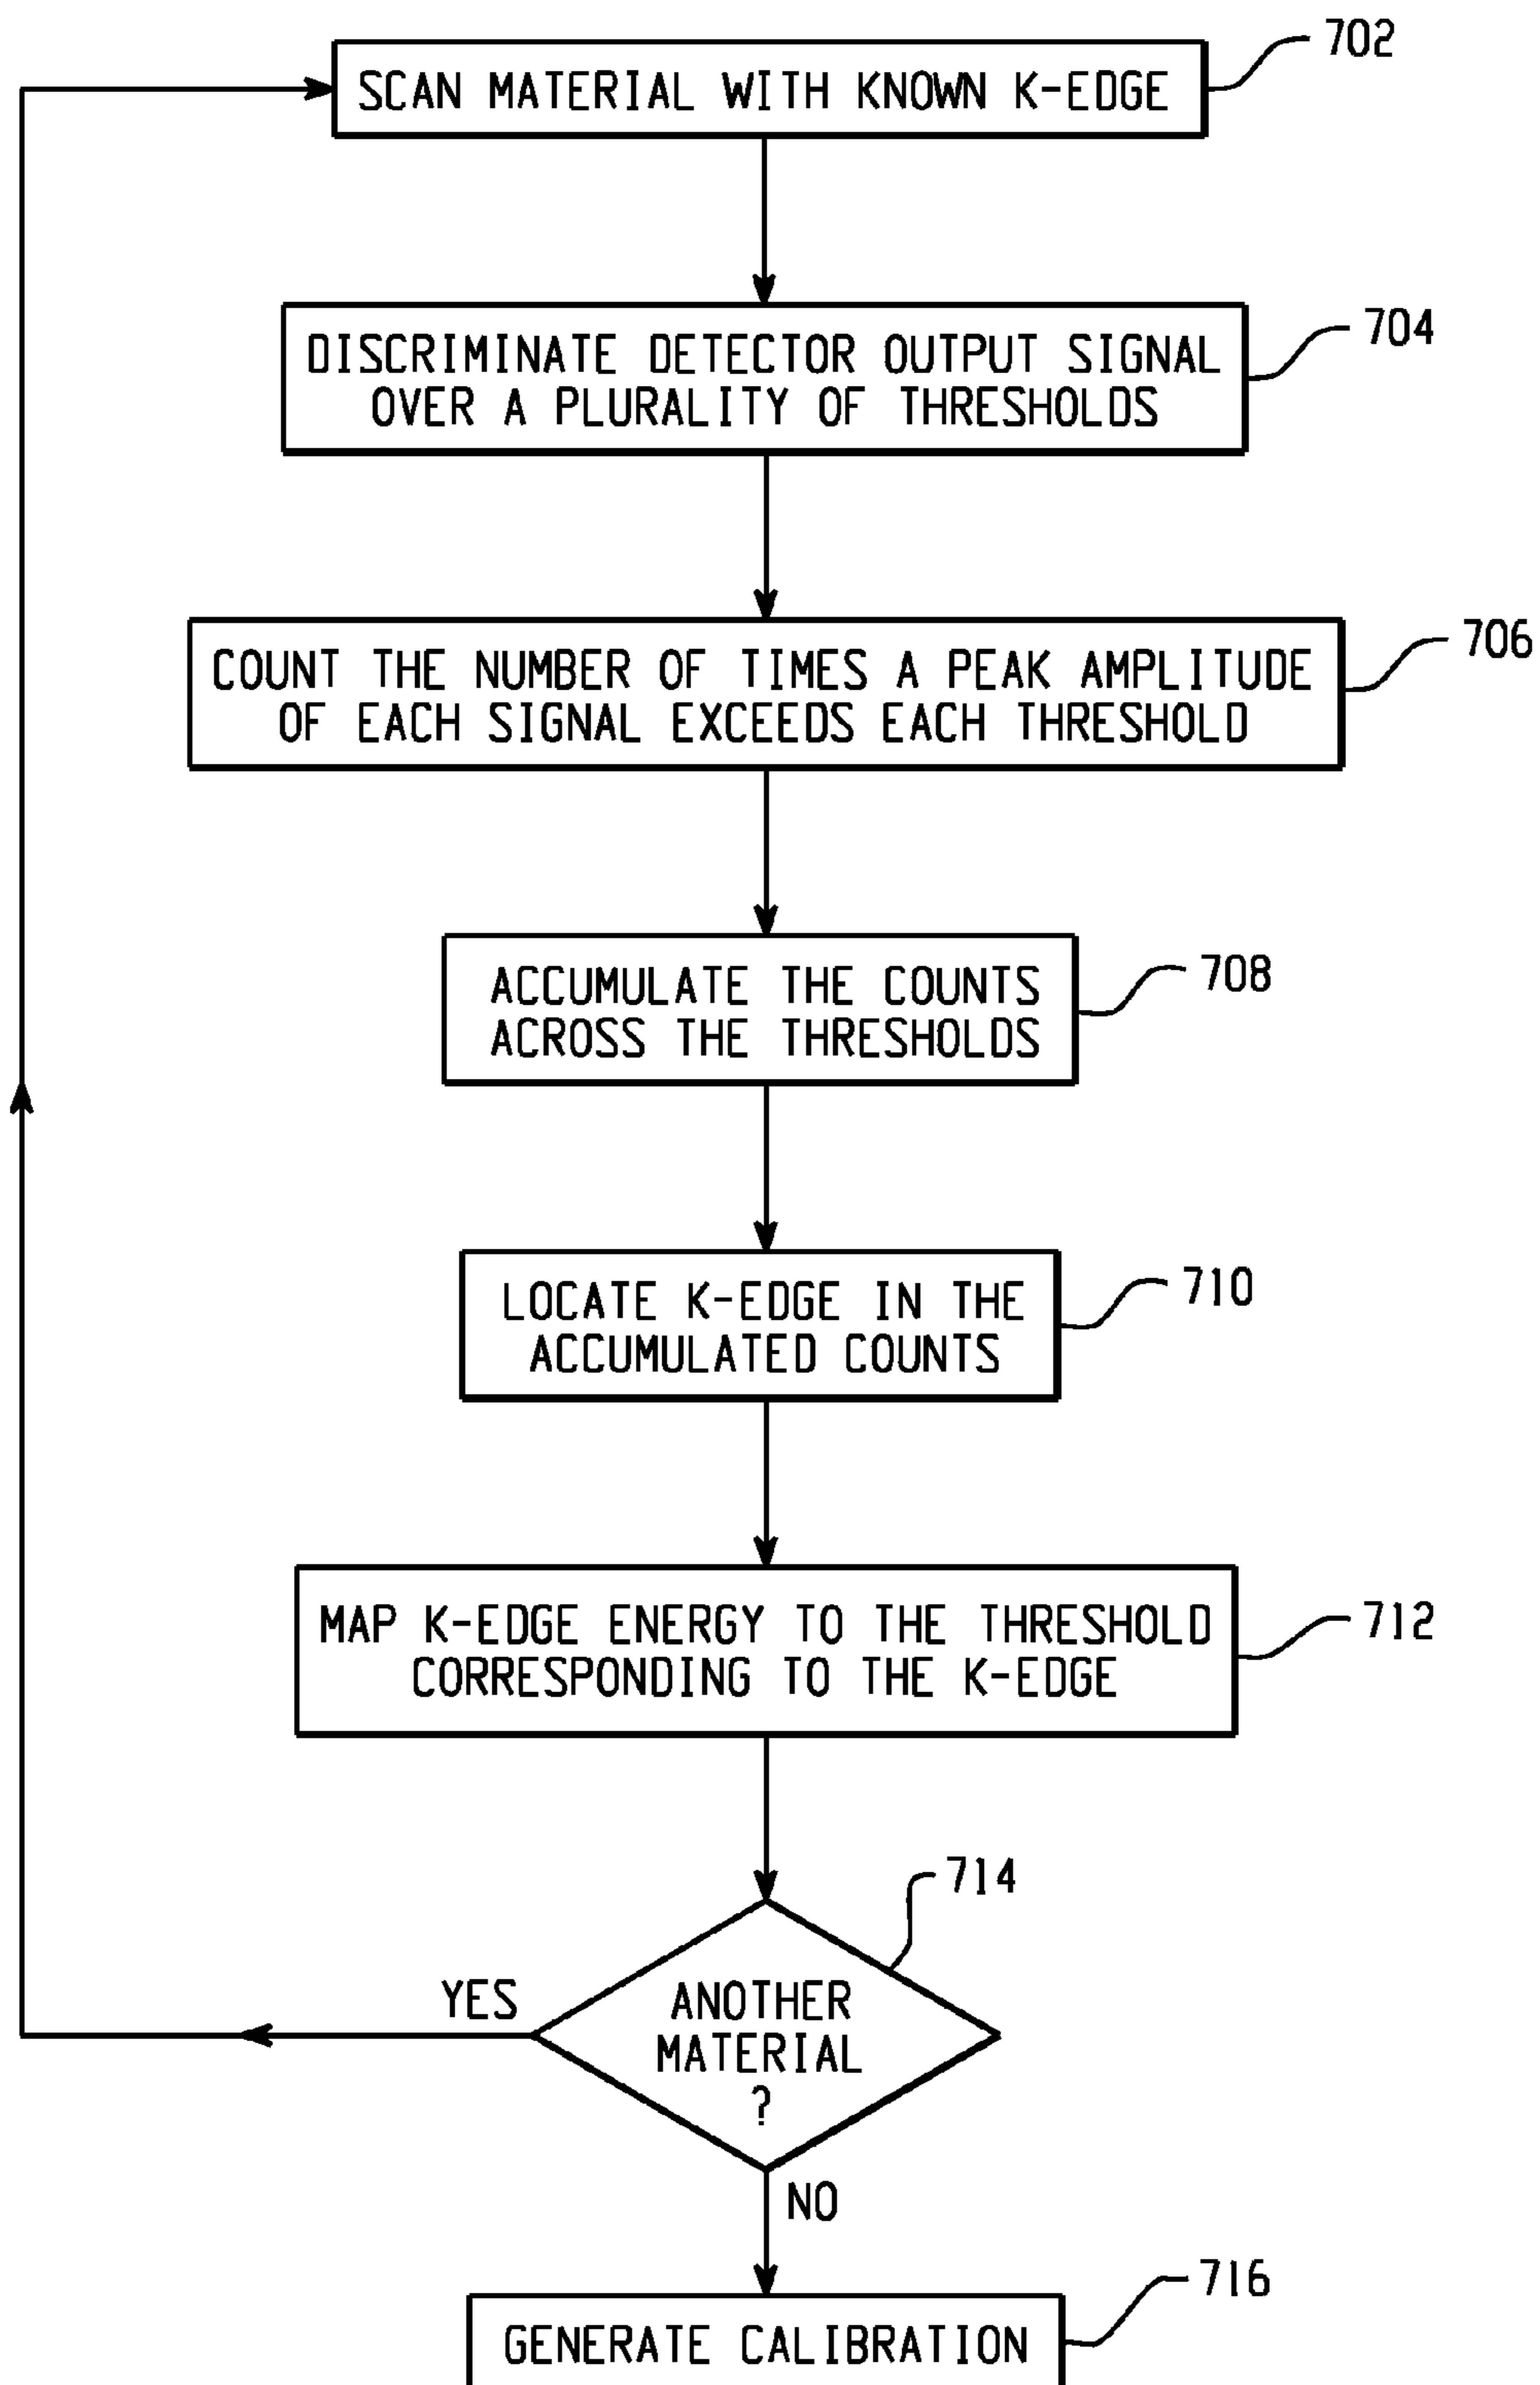 702
SCAN MATERIAL WITH KNOWN K-EDGE
704
DISCRIMINATE DETECTOR OUTPUT SIGNAL
OVER A PLURALITY OF THRESHOLDS
706
COUNT THE NUMBER OF TIMES A PEAK AMPLITUDE
OF EACH SIGNAL EXCEEDS EACH THRESHOLD
708
ACCUMULATE THE COUNTS
ACROSS THE THRESHOLDS
710
LOCATE K-EDGE IN THE
ACCUMULATED COUNTS
712
MAP K-EDGE ENERGY TO THE THRESHOLD
CORRESPONDING TO THE K-EDGE
714
YES
ANOTHER
MATERIAL
?
NO
716
GENERATE CALIBRATION